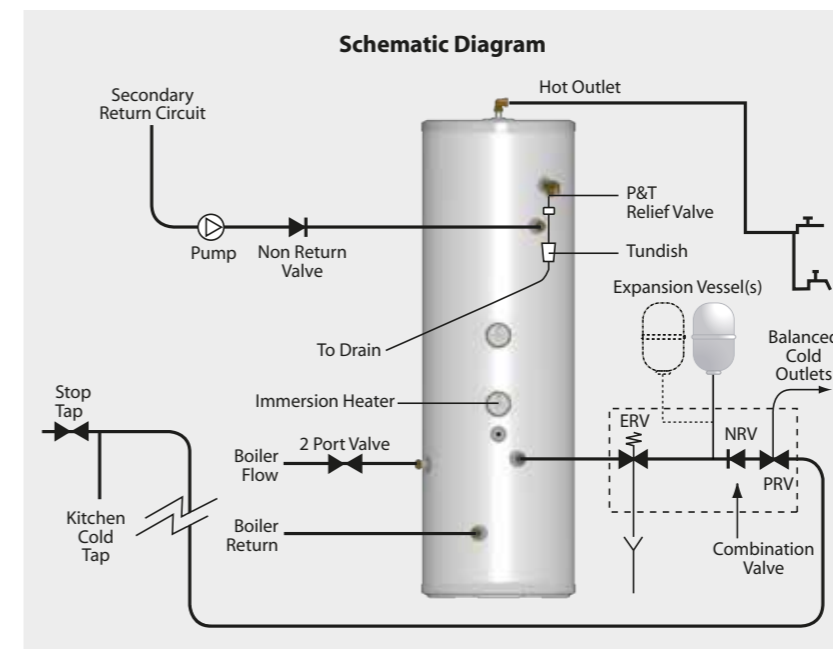 Schematic Diagram
Hot Outlet
Secondary
Return Circuit
P&T
Relief Valve
Pump
Non Return
Valve
Tundish
Expansion Vessel(s)
To Drain
Balanced
Cold
Outlets
Stop
Tap
Immersion Heater
ERV
2 Port Valve
NRV
Boiler
Flow
PRV
Kitchen
Cold
Tap
Boiler
Return
Combination
Valve